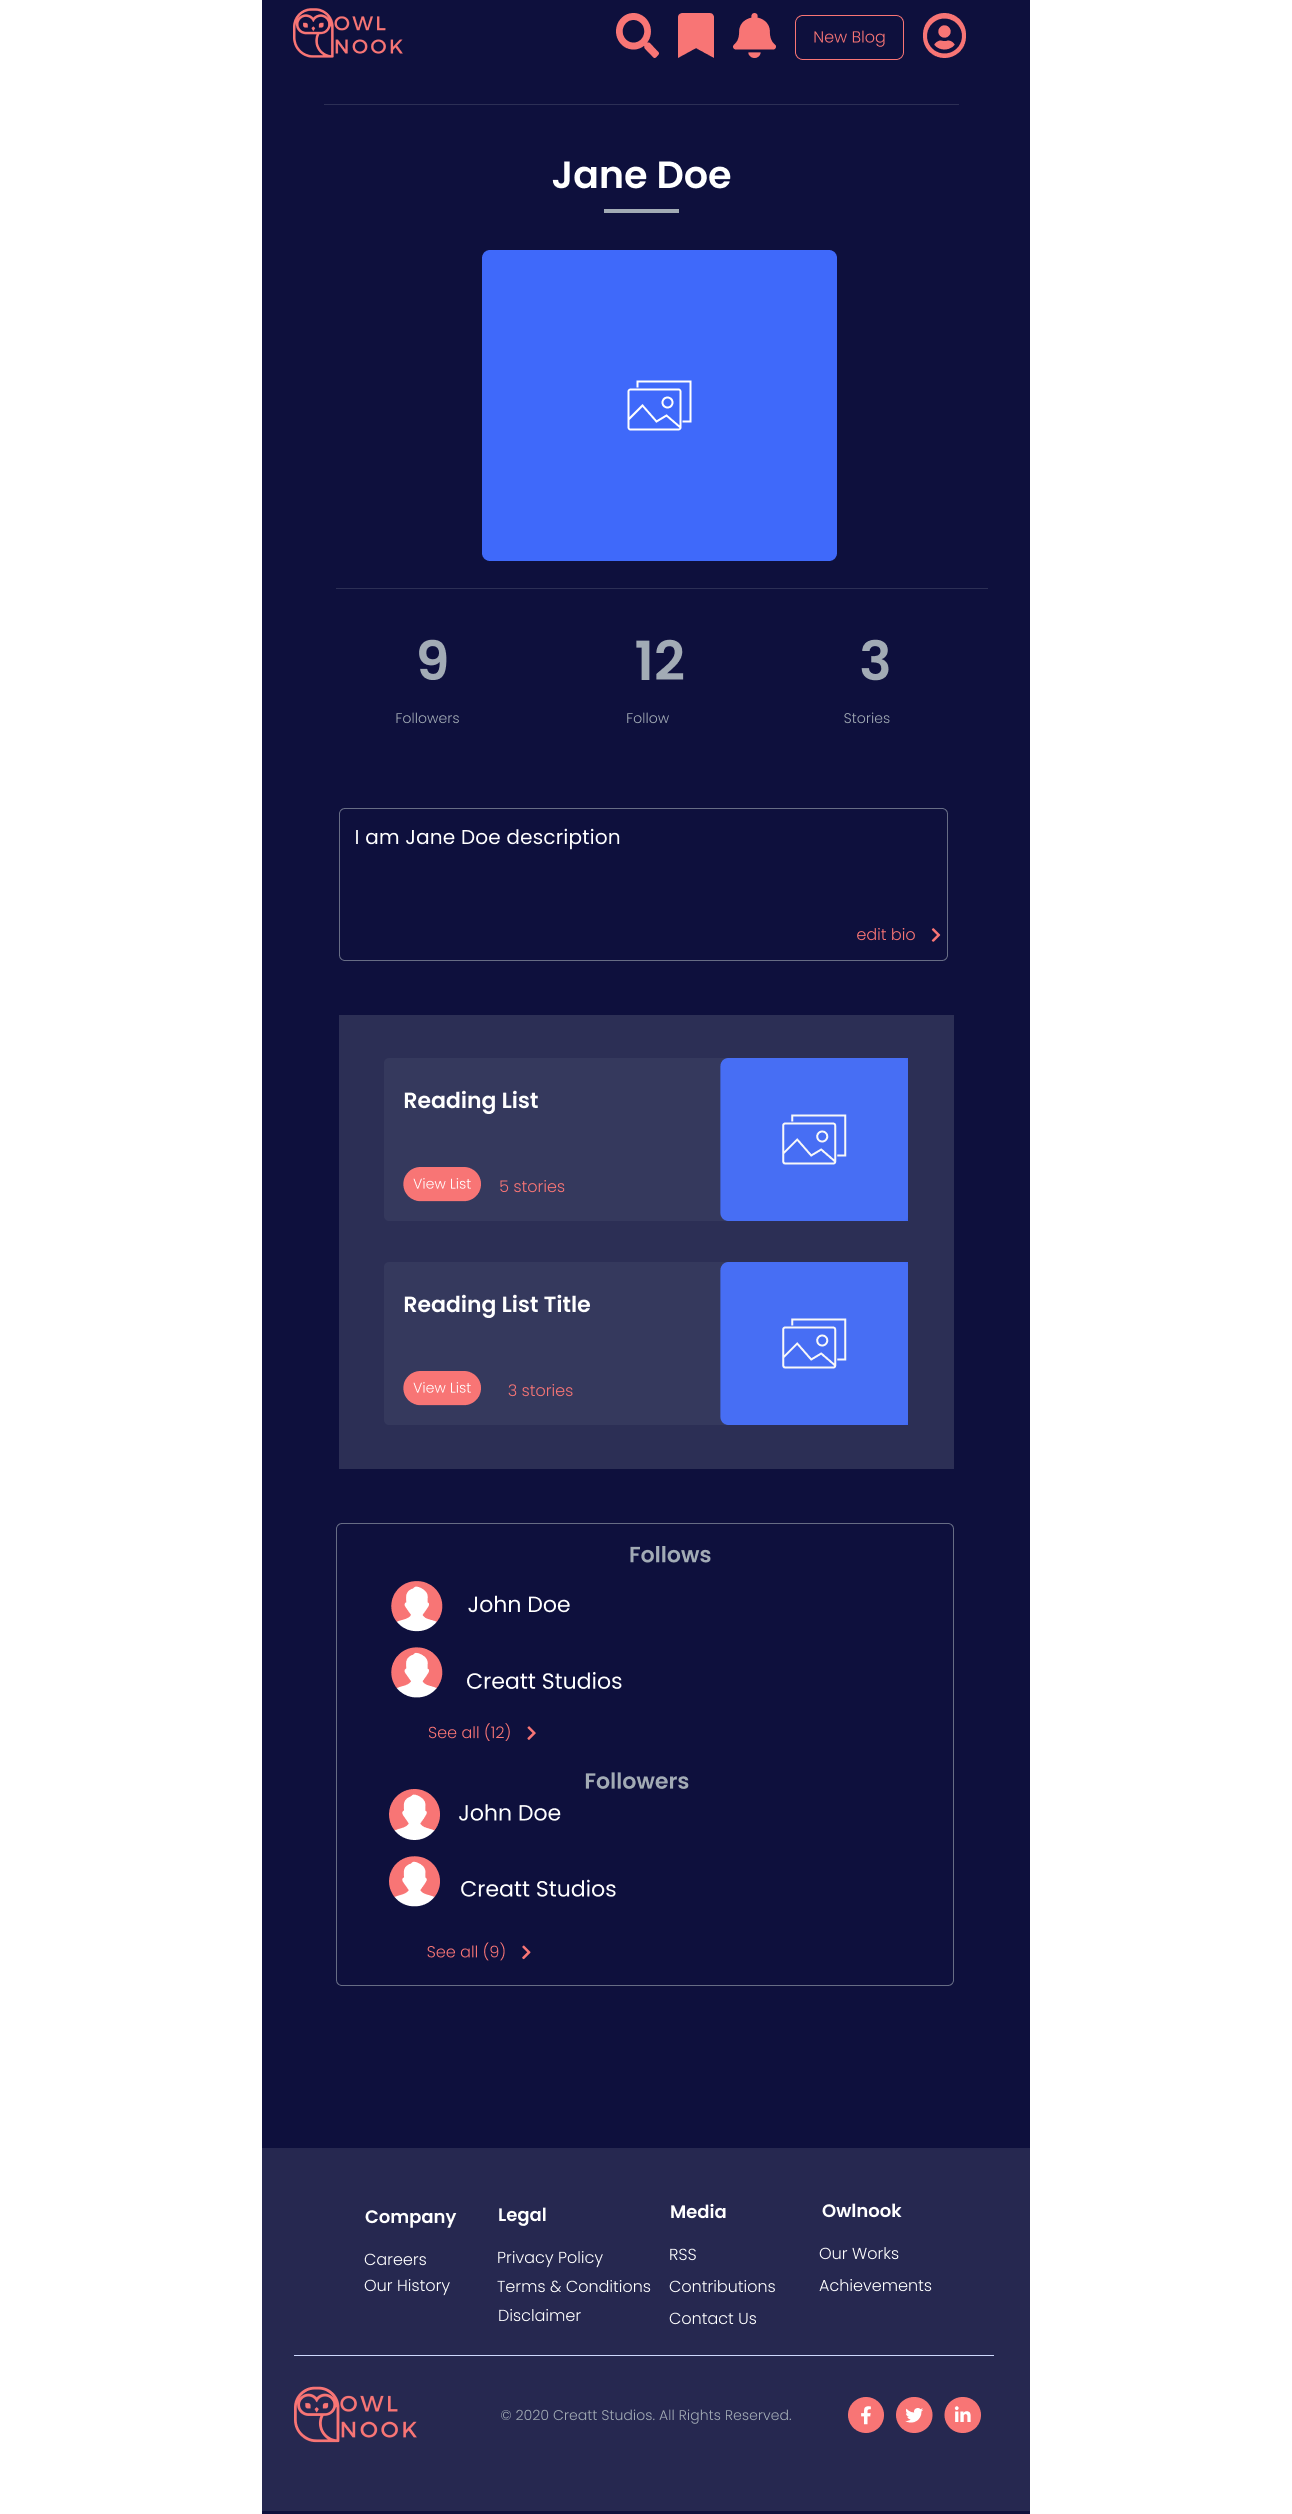 OWL
NOOK
New Blog
Jane Doe
9
12
3
Followers
Follow
Stories
I am Jane Doe description
edit bio
Reading List
View List
5 stories
Reading List Title
View List
3 stories
Follows
John Doe
Creatt Studios
See all (12)
Followers
John Doe
Creatt Studios
See all (9)
Company
Careers
Our History
Legal
Privacy Policy
Terms & Conditions
Disclaimer
Media
RSS
Contributions
Contact Us
Owlnook
Our Works
Achievements
OWL
NOOK
© 2020 Creatt Studios. All Rights Reserved.